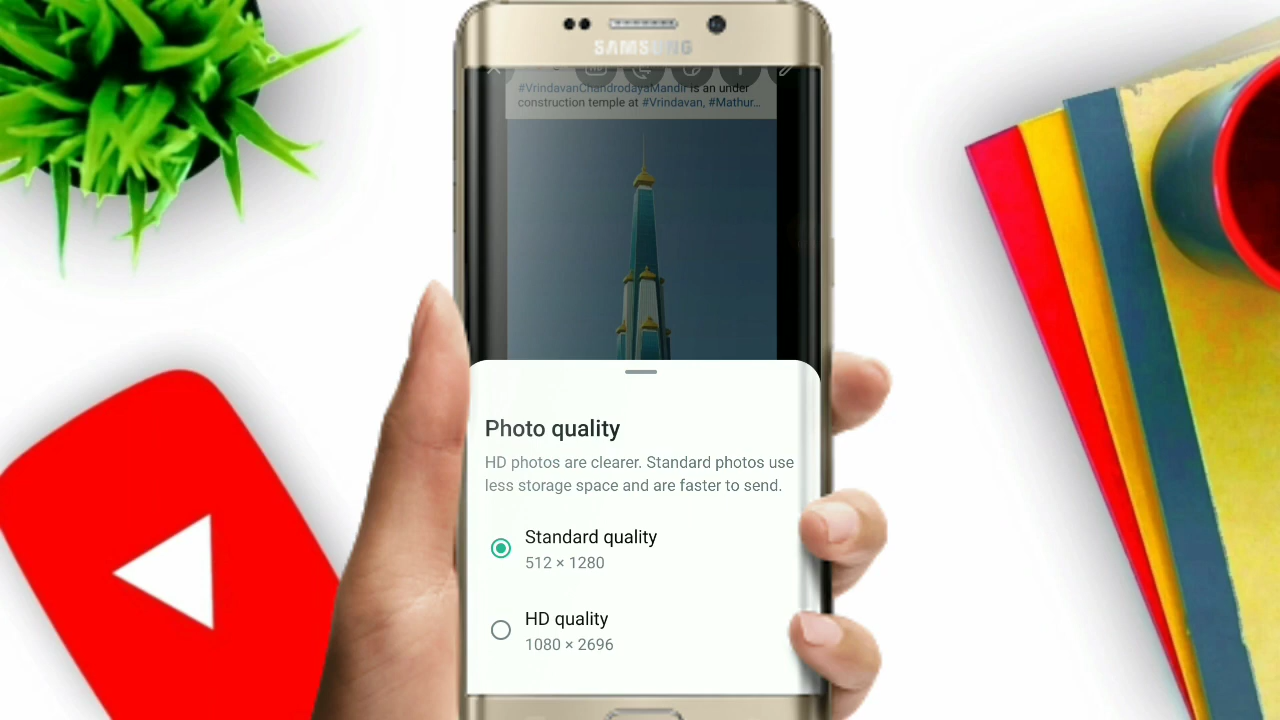 SAMSUNG
#VrindavanChandrodayaMandir is an under
construction temple at #Vrindavan, #Mathur...
Photo quality
HD photos are clearer. Standard photos use
less storage space and are faster to send.
Standard quality
512 × 1280
HD quality
1080 × 2696